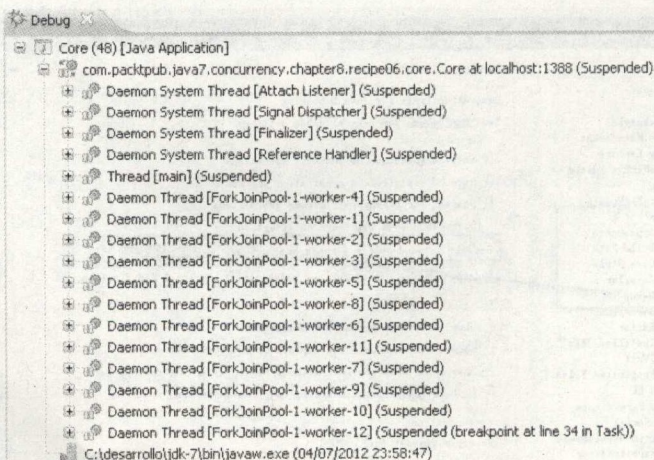 Debug
Core (48) [Java Application]
com.packtpub.java7.concurrency.chapter8.recipe06.core.Core at localhost:1388 (Suspended)
Daemon System Thread [Attach Listener] (Suspended)
Daemon System Thread [Signal Dispatcher] (Suspended)
Daemon System Thread [Finalizer] (Suspended)
Daemon System Thread [Reference Handler] (Suspended)
Thread [main] (Suspended)
Daemon Thread [ForkJoinPool-1-worker-4] (Suspended)
Daemon Thread [ForkJoinPool-1-worker-1] (Suspended)
Daemon Thread [ForkJoinPool-1-worker-2] (Suspended)
Daemon Thread [ForkJoinPool-1-worker-3] (Suspended)
Daemon Thread [ForkJoinPool-1-worker-5] (Suspended)
Daemon Thread [ForkJoinPool-1-worker-8] (Suspended)
Daemon Thread [ForkJoinPool-1-worker-6] (Suspended)
Daemon Thread [ForkJoinPool-1-worker-11] (Suspended)
Daemon Thread [ForkJoinPool-1-worker-7] (Suspended)
Daemon Thread [ForkJoinPool-1-worker-9] (Suspended)
Daemon Thread [ForkJoinPool-1-worker-10] (Suspended)
Daemon Thread [ForkJoinPool-1-worker-12] (Suspended (breakpoint at line 34 in Task))
C:\desarrollo\jdk-7\bin\javaw.exe (04/07/2012 23:58:47)